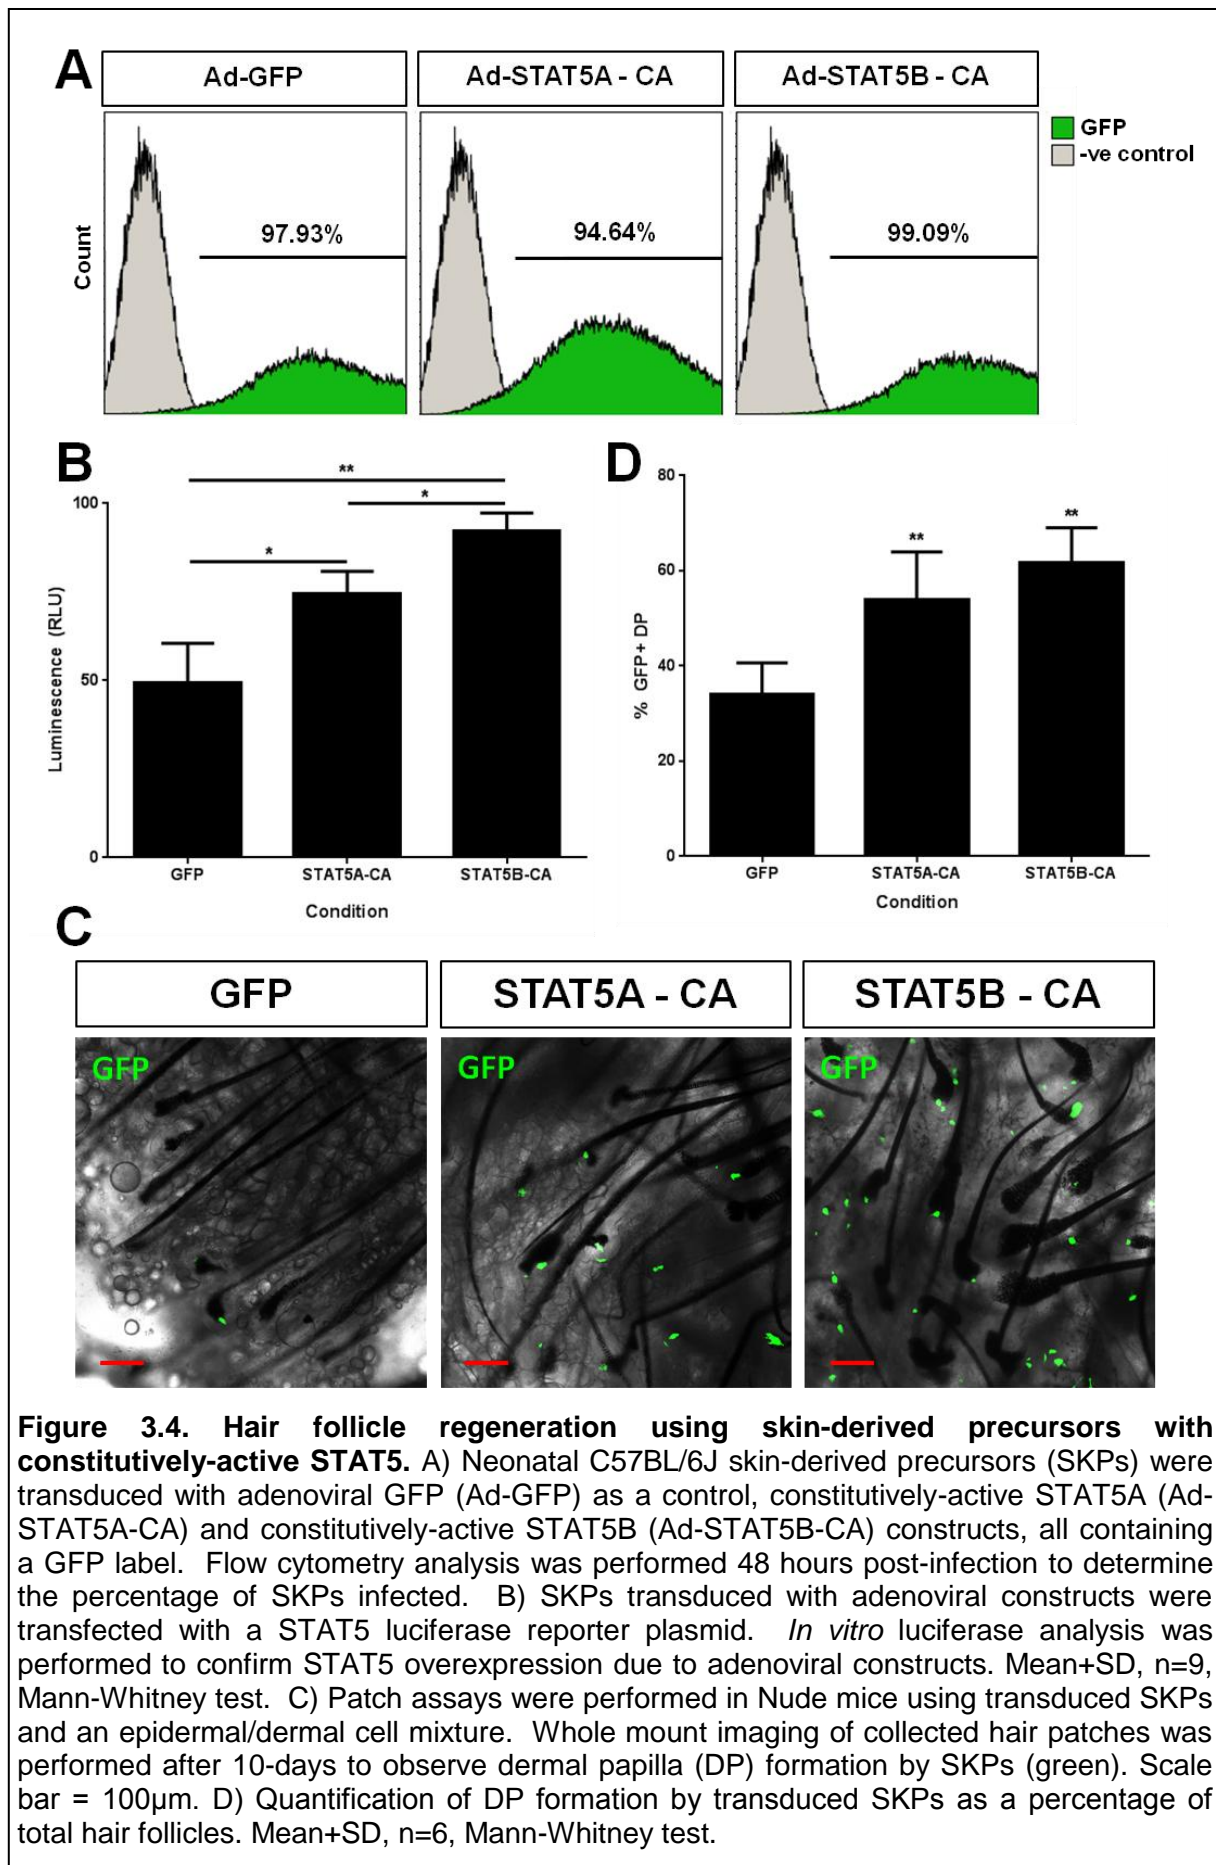 A
Ad-GFP
Ad-STAT5A - CA
Ad-STAT5B - CA
GFP
-ve control
97.93%
94.64%
99.09%
Count
B
**
*
*
100
50
0
Luminescence (RLU)
GFP
STAT5A-CA
STAT5B-CA
Condition
D
80
60
40
20
0
% GFP+ DP
**
**
GFP
STAT5A-CA
STAT5B-CA
Condition
C
GFP
STAT5A - CA
STAT5B - CA
GFP
GFP
GFP
Figure 3.4. Hair follicle regeneration using skin-derived precursors with
constitutively-active STAT5. A) Neonatal C57BL/6J skin-derived precursors (SKPs) were
transduced with adenoviral GFP (Ad-GFP) as a control, constitutively-active STAT5A (Ad-
STAT5A-CA) and constitutively-active STAT5B (Ad-STAT5B-CA) constructs, all containing
a GFP label. Flow cytometry analysis was performed 48 hours post-infection to determine
the percentage of SKPs infected. B) SKPs transduced with adenoviral constructs were
transfected with a STAT5 luciferase reporter plasmid. In vitro luciferase analysis was
performed to confirm STAT5 overexpression due to adenoviral constructs. Mean+SD, n=9,
Mann-Whitney test. C) Patch assays were performed in Nude mice using transduced SKPs
and an epidermal/dermal cell mixture. Whole mount imaging of collected hair patches was
performed after 10-days to observe dermal papilla (DP) formation by SKPs (green). Scale
bar = 100µm. D) Quantification of DP formation by transduced SKPs as a percentage of
total hair follicles. Mean+SD, n=6, Mann-Whitney test.